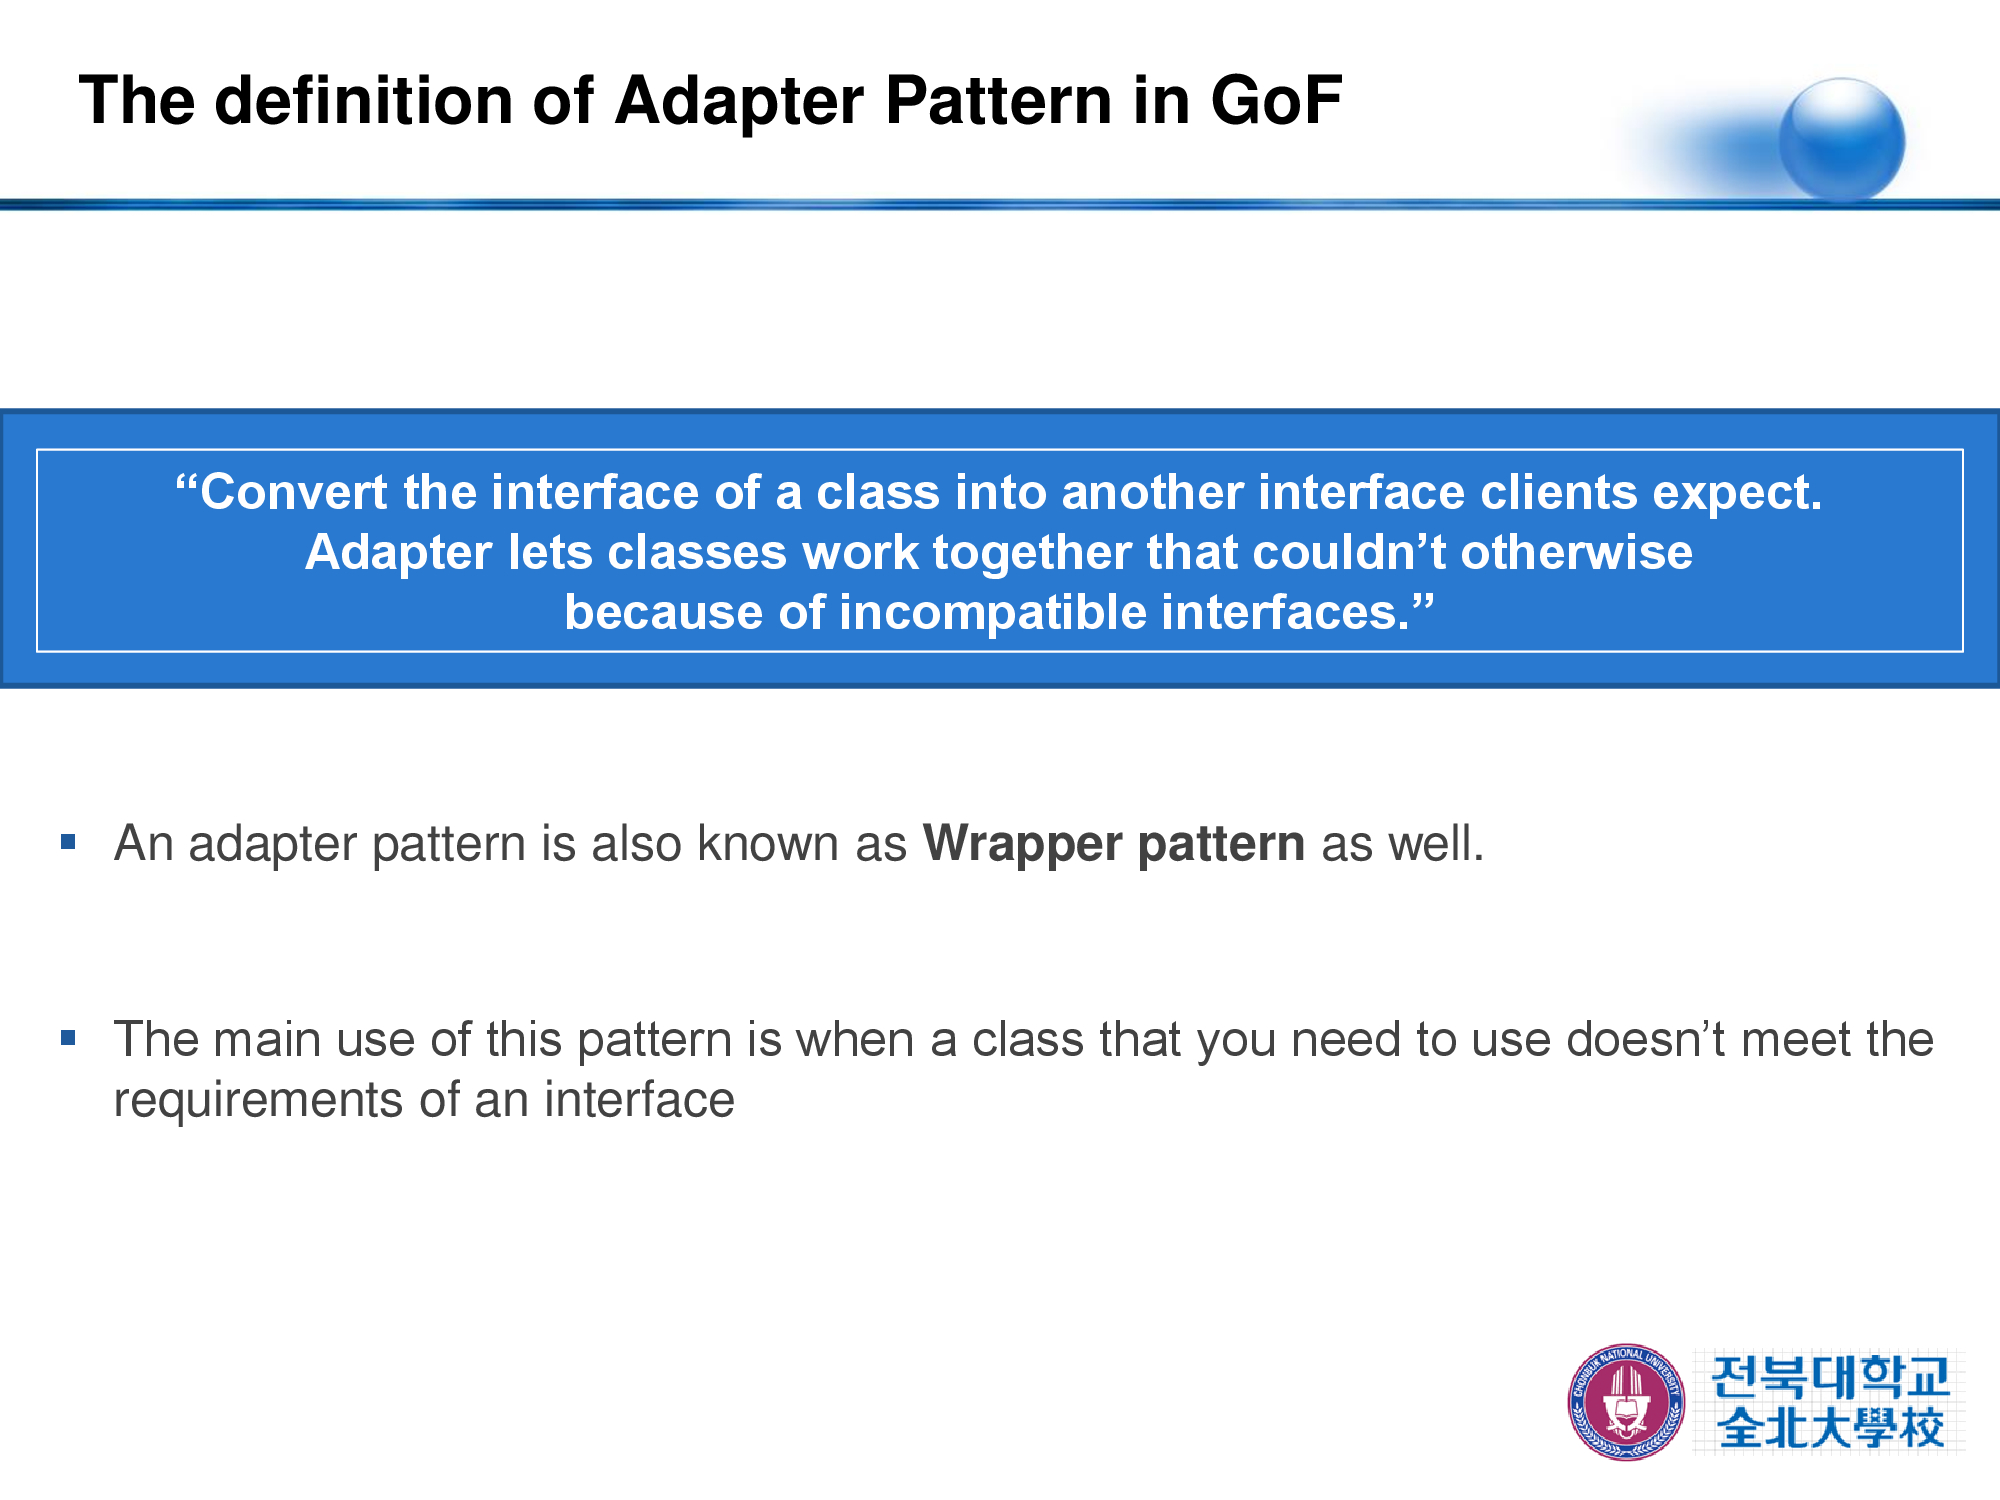 The definition of Adapter Pattern in GoF
“Convert the interface of a class into another interface clients expect.
Adapter lets classes work together that couldn’t otherwise
because of incompatible interfaces.”
▪ An adapter pattern is also known as Wrapper pattern as well.
▪ The main use of this pattern is when a class that you need to use doesn’t meet the
requirements of an interface
CHONBUK NATIONAL UNIVERSITY
전북대학교
全北大學校